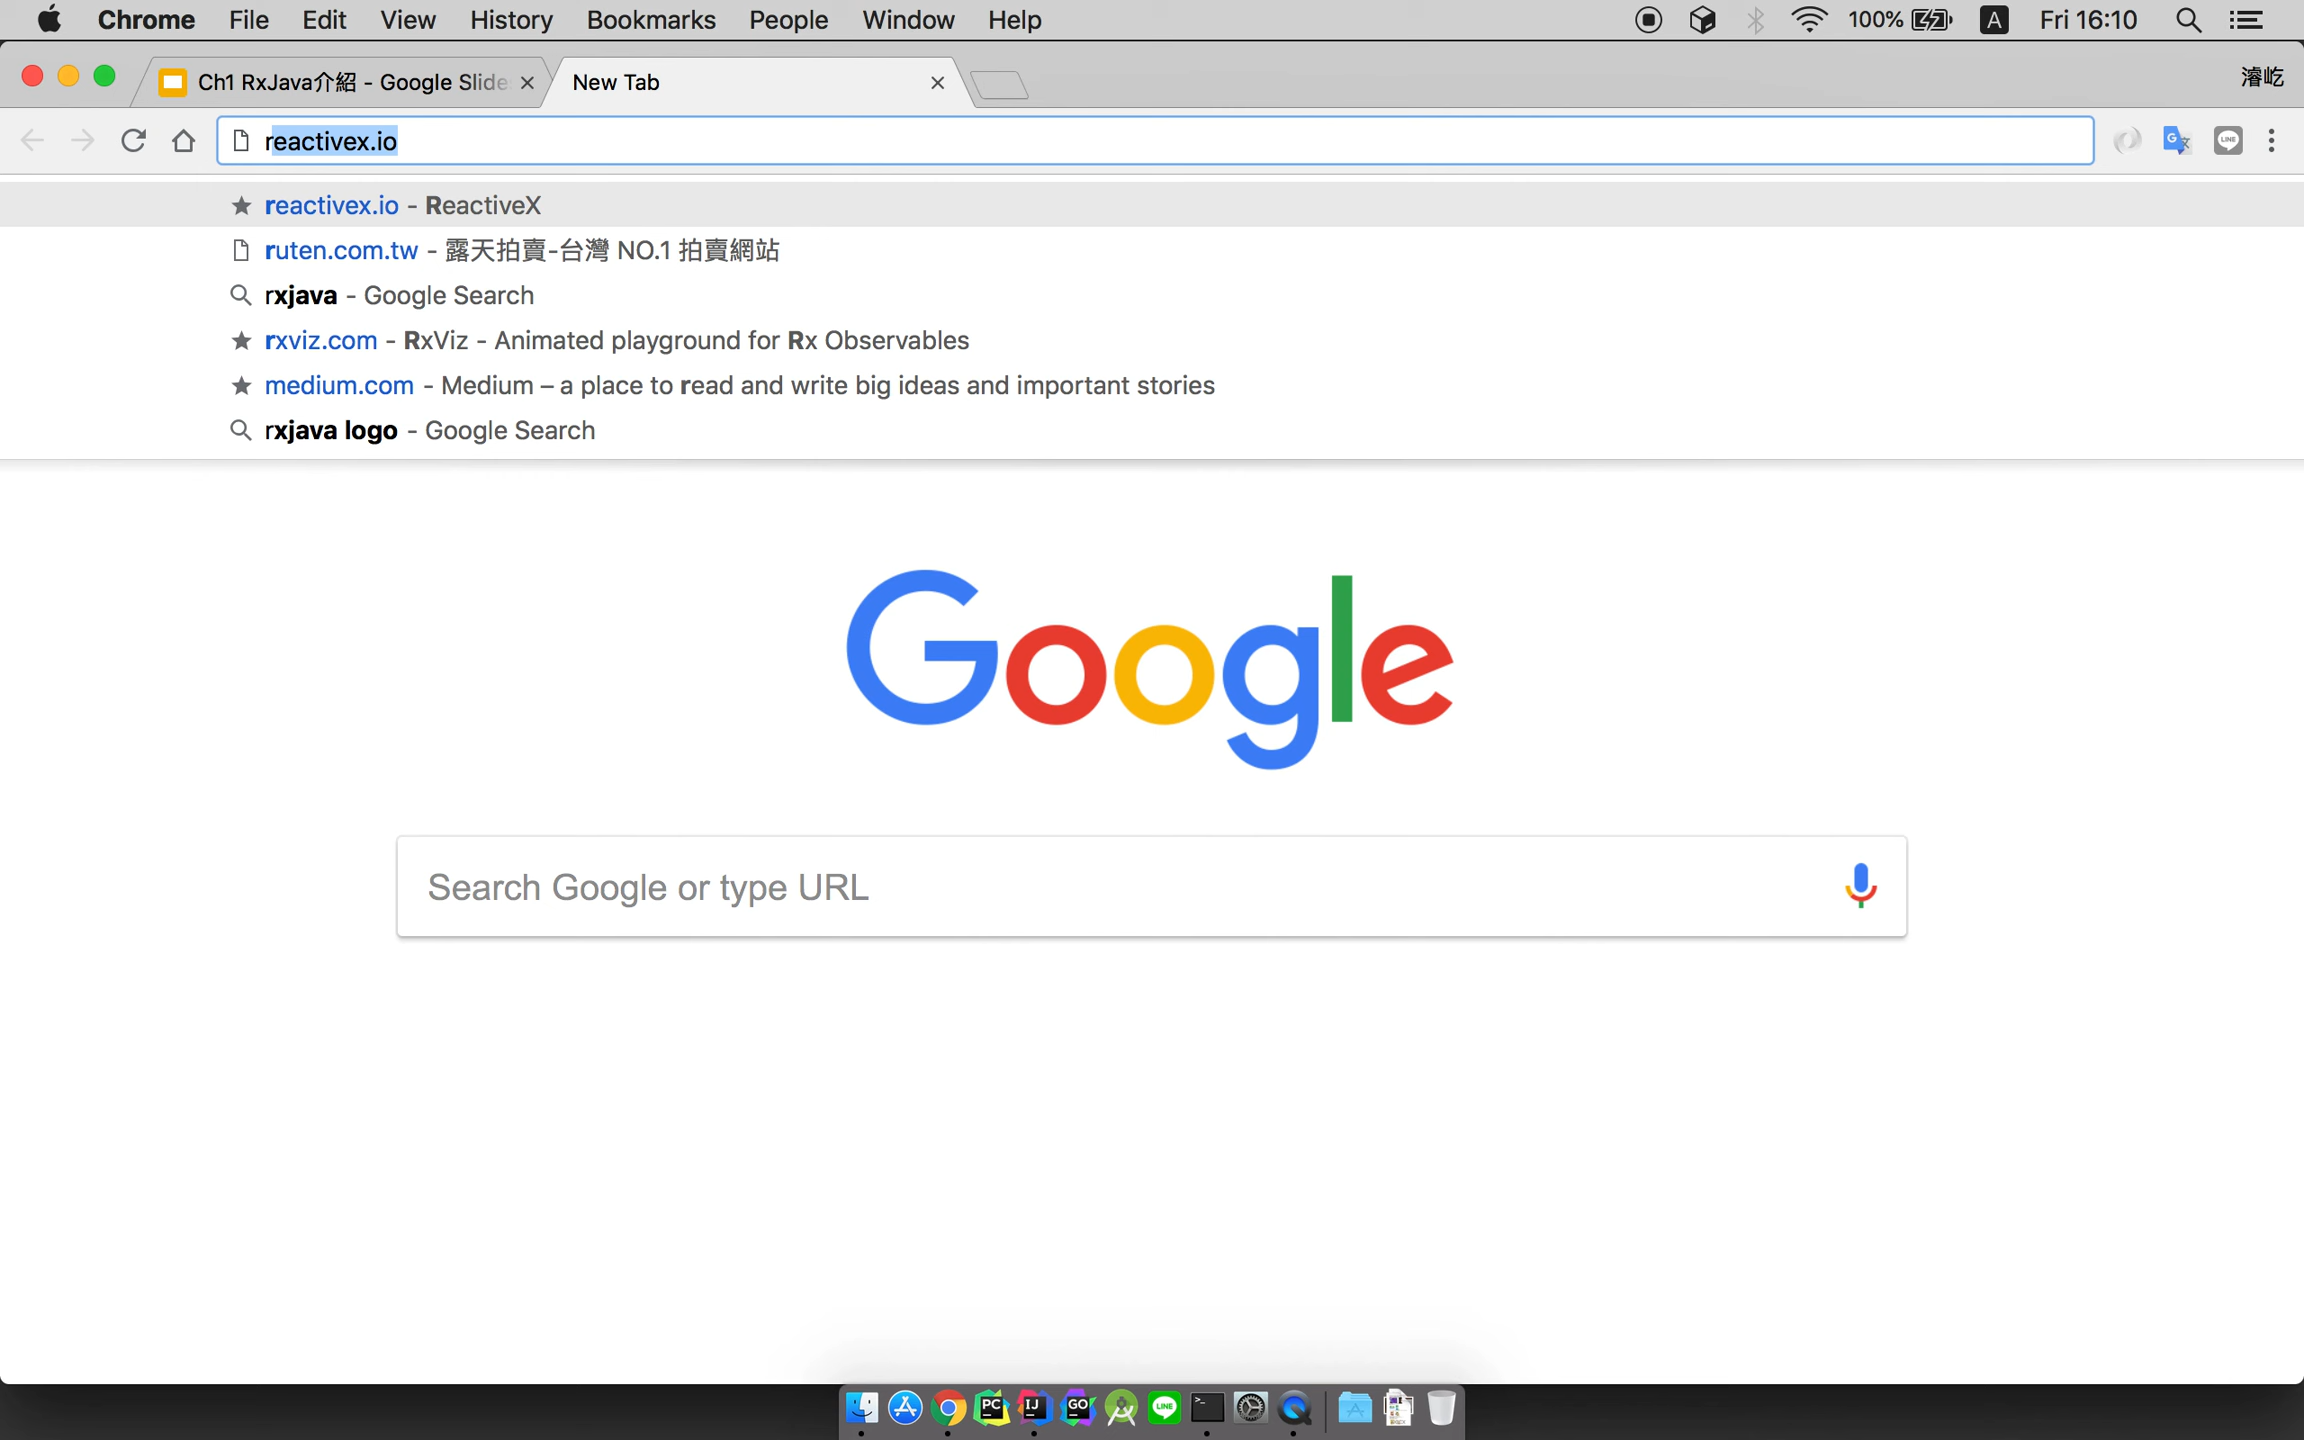 Chrome File Edit View History Bookmarks People Window Help 100% A Fri 16:10
Ch1 RxJava介紹 - Google Slide New Tab 濬屹
reactivex.io
reactivex.io - ReactiveX
ruten.com.tw - 露天拍賣-台灣 NO.1 拍賣網站
rxjava - Google Search
rxviz.com - RxViz - Animated playground for Rx Observables
medium.com - Medium – a place to read and write big ideas and important stories
rxjava logo - Google Search
Google
Search Google or type URL
PC IJ GO LINE